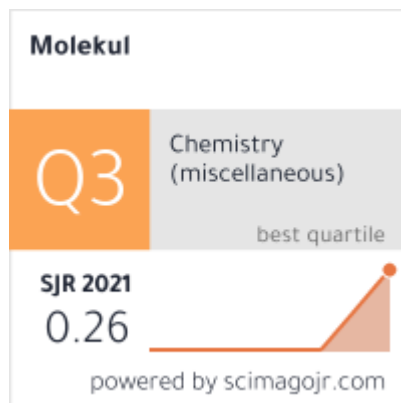 Molekul
Q3
Chemistry
(miscellaneous)
best quartile
SJR 2021
0.26
powered by scimagojr.com